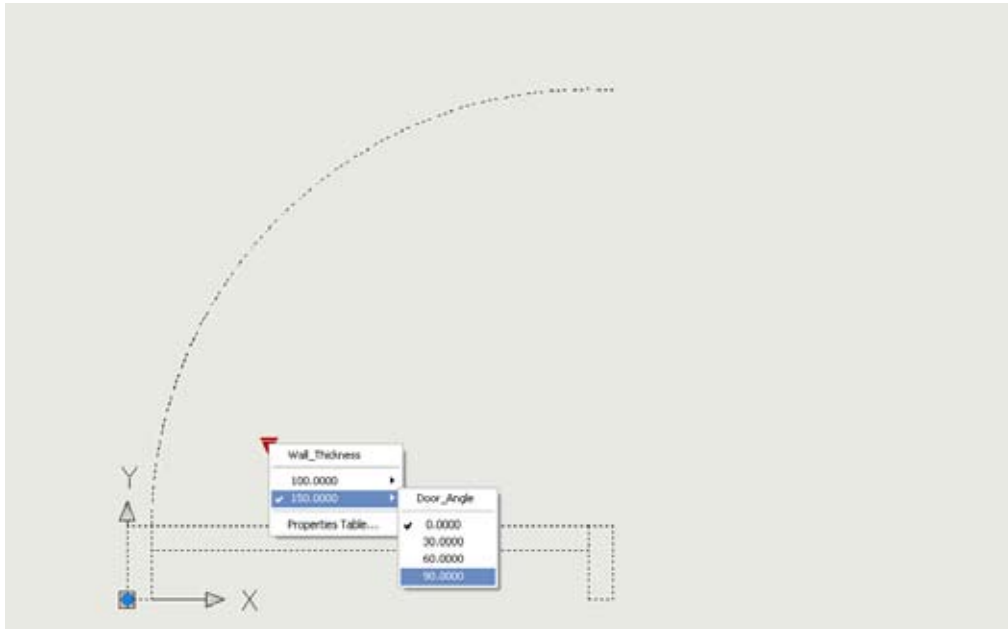 Wall_Thickness
100.0000
150.0000
Properties Table...
Door_Angle
0.0000
30.0000
60.0000
90.0000
Y
X